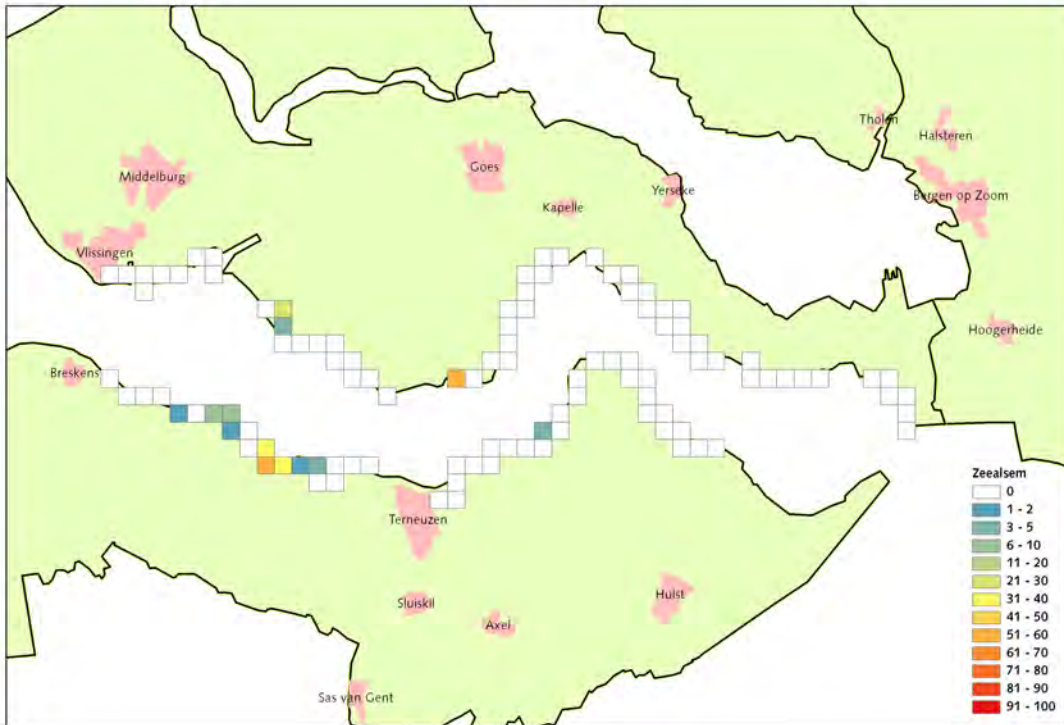 Tholen
Halsteren
Goes
Middelburg
Yerseke
Bergen op Zoom
Kapelle
Vlissingen
Hoogerheide
Breskens
Zeealsem
0
1 - 2
3 - 5
6 - 10
11 - 20
21 - 30
31 - 40
41 - 50
51 - 60
61 - 70
71 - 80
81 - 90
91 - 100
Terneuzen
Sluiskil
Hulst
Axel
Sas van Gent